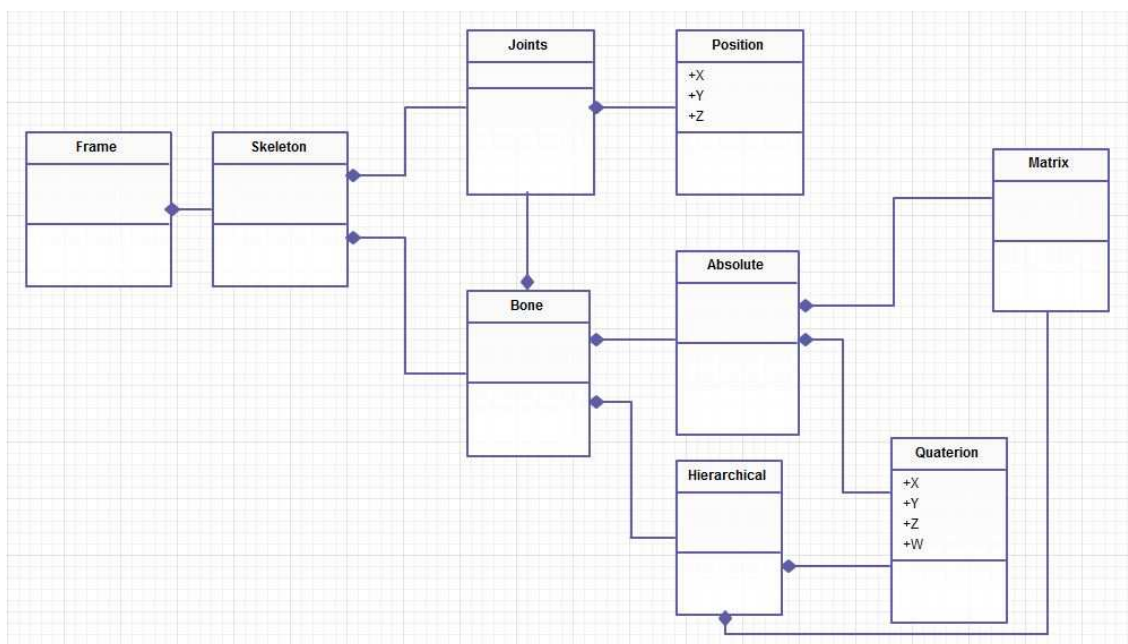 Joints
Position
+X
+Y
+Z
Frame
Skeleton
Matrix
Absolute
Bone
Quaterion
+X
+Y
+Z
+W
Hierarchical